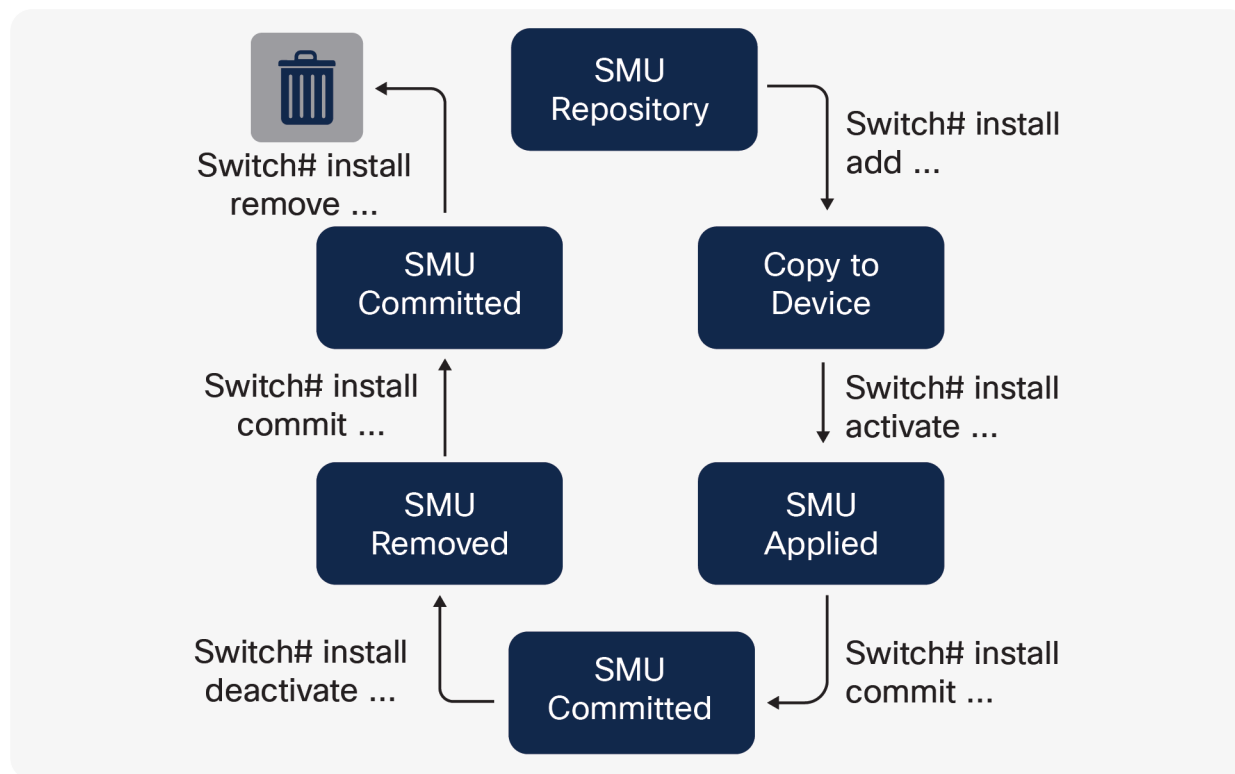 SMU
Repository
Switch# install
add ...
Copy to
Device
Switch# install
activate ...
SMU
Applied
Switch# install
commit ...
SMU
Committed
Switch# install
deactivate ...
SMU
Removed
Switch# install
commit ...
SMU
Committed
Switch# install
remove ...